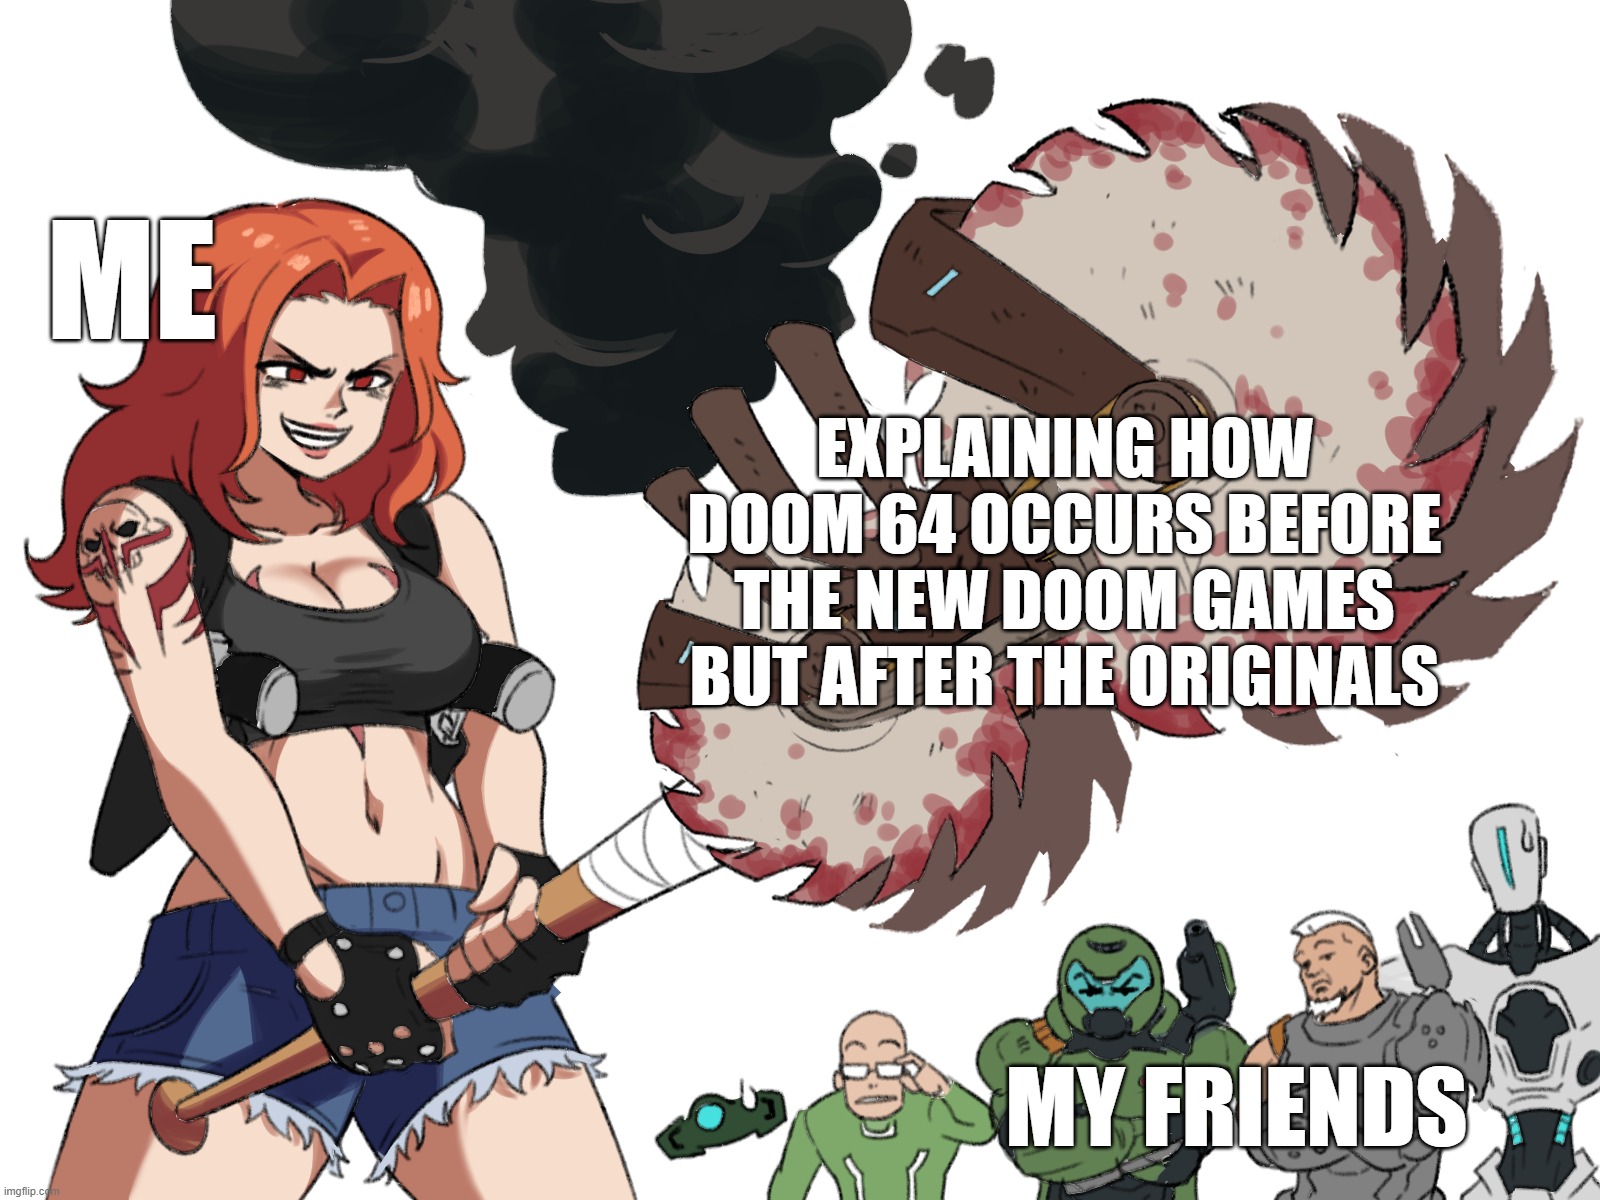 ME
EXPLAINING HOW
DOOM 64 OCCURS BEFORE
THE NEW DOOM GAMES
BUT AFTER THE ORIGINALS
MY FRIENDS
imgflip.com